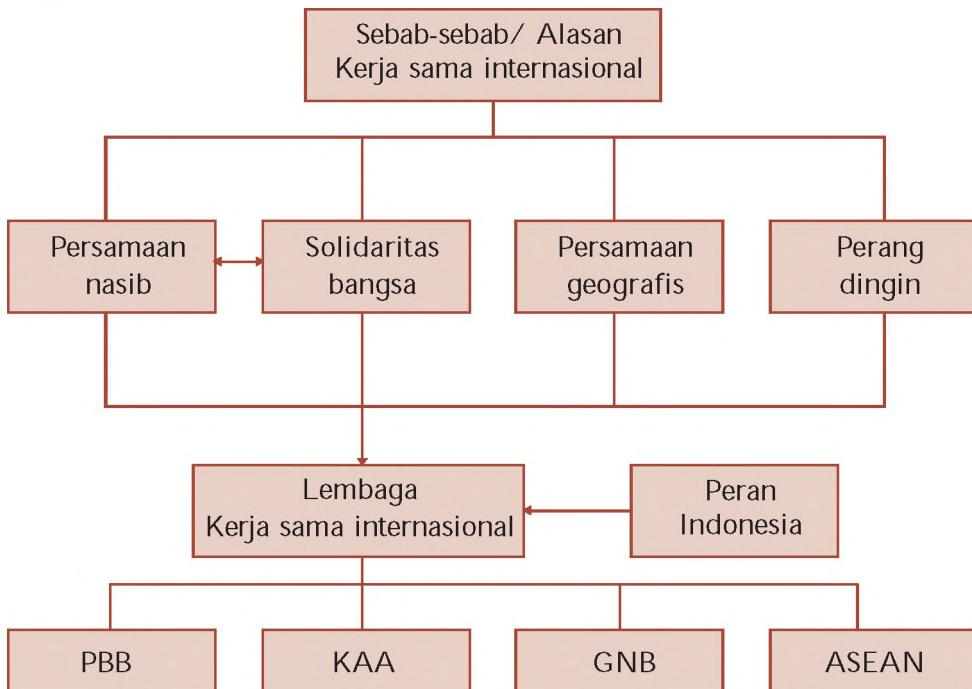 Sebab-sebab/ Alasan
Kerja sama internasional
Persamaan
nasib
Solidaritas
bangsa
Persamaan
geografis
Perang
dingin
Lembaga
Kerja sama internasional
Peran
Indonesia
PBB
KAA
GNB
ASEAN